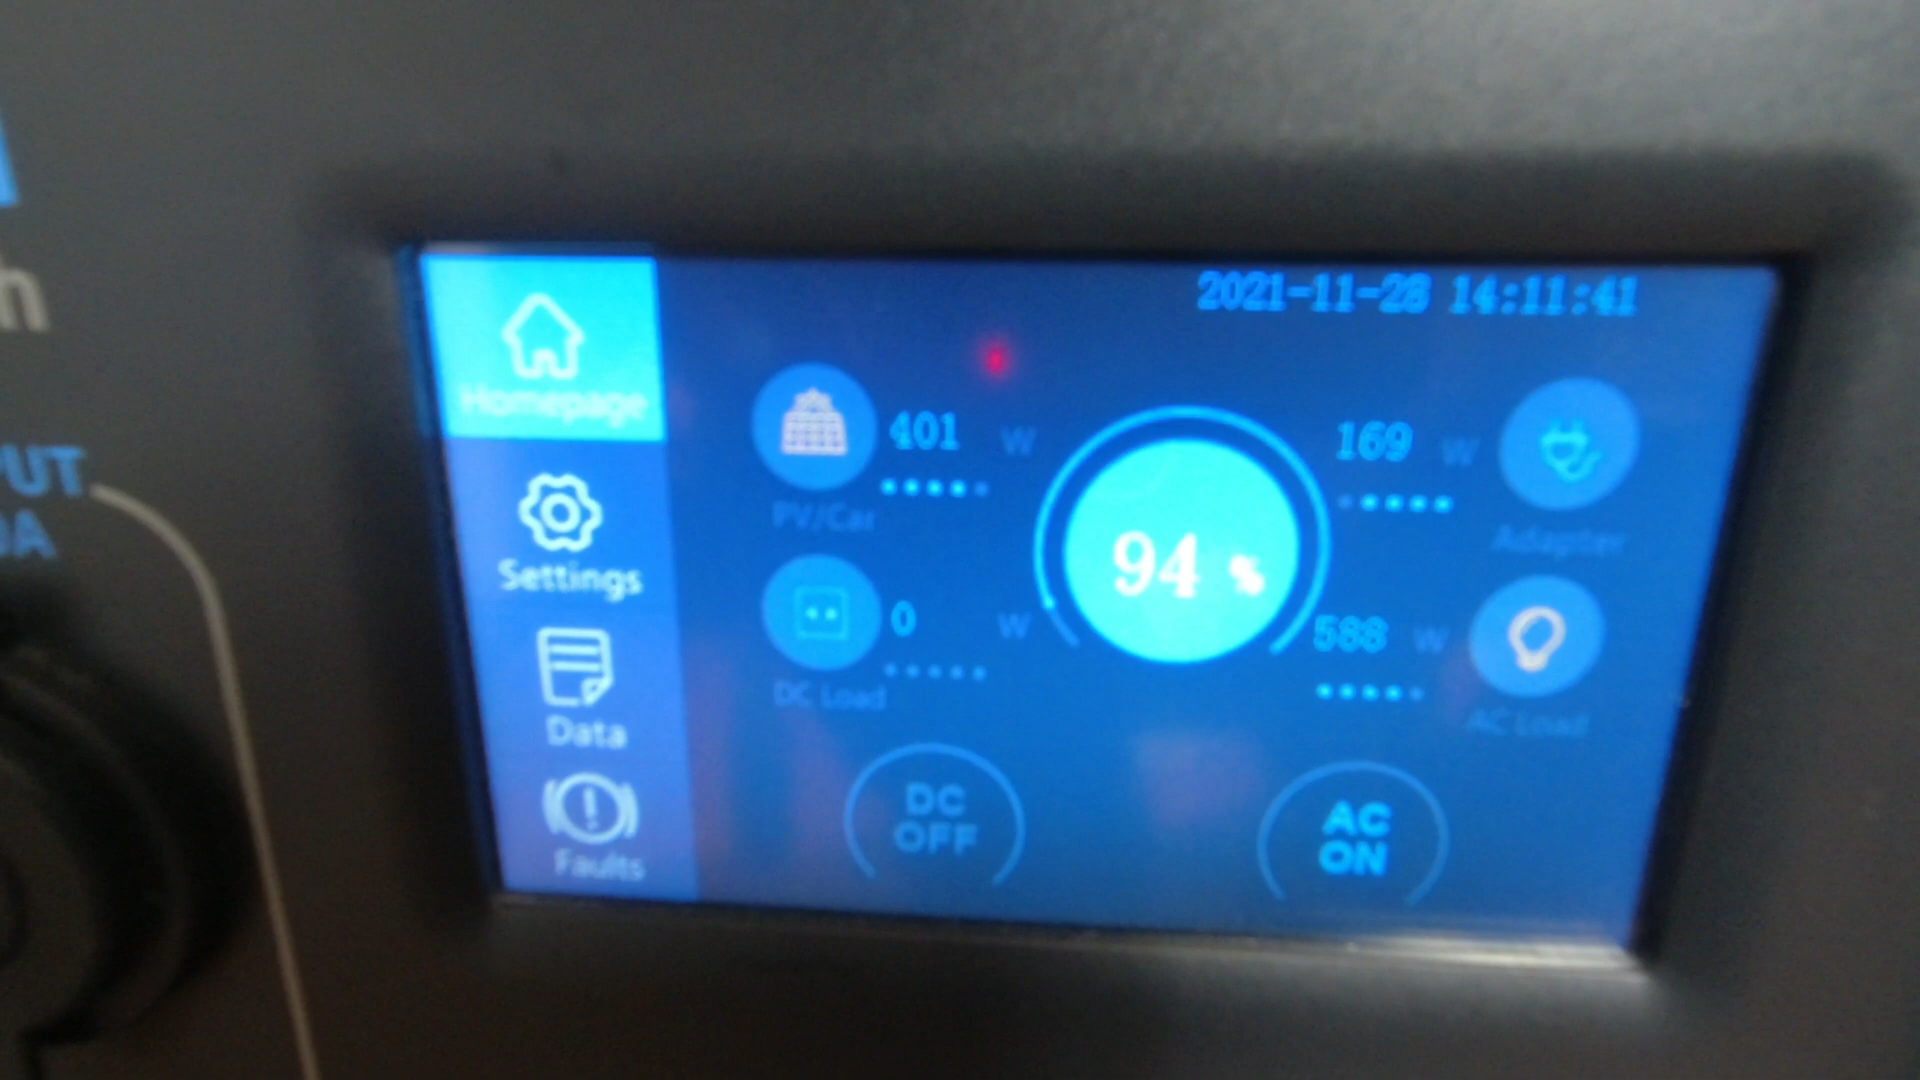 2021-11-28 14:11:41
Homepage
401 W
169 W
PV/Car
Adapter
94 %
Settings
0 W
588 W
DC Load
AC Load
Data
DC
OFF
AC
ON
Faults